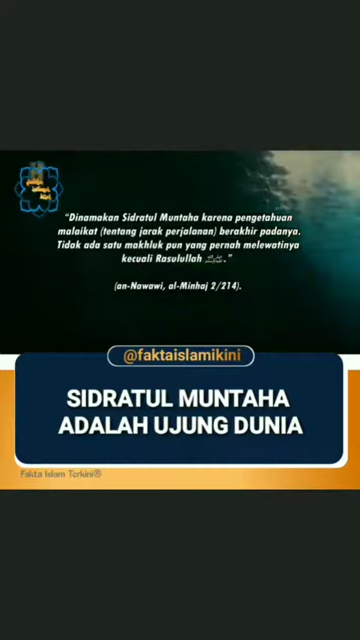 "Dinamakan Sidratul Muntaha karena pengetahuan
malaikat (tentang jarak perjalanan) berakhir padanya.
Tidak ada satu makhluk pun yang pernah melewatinya
kecuali Rasulullah ﷺ."
(an-Nawawi, al-Minhaj 2/214).
@faktaislamikini
SIDRATUL MUNTAHA
ADALAH UJUNG DUNIA
Fakta Islam Terkini®